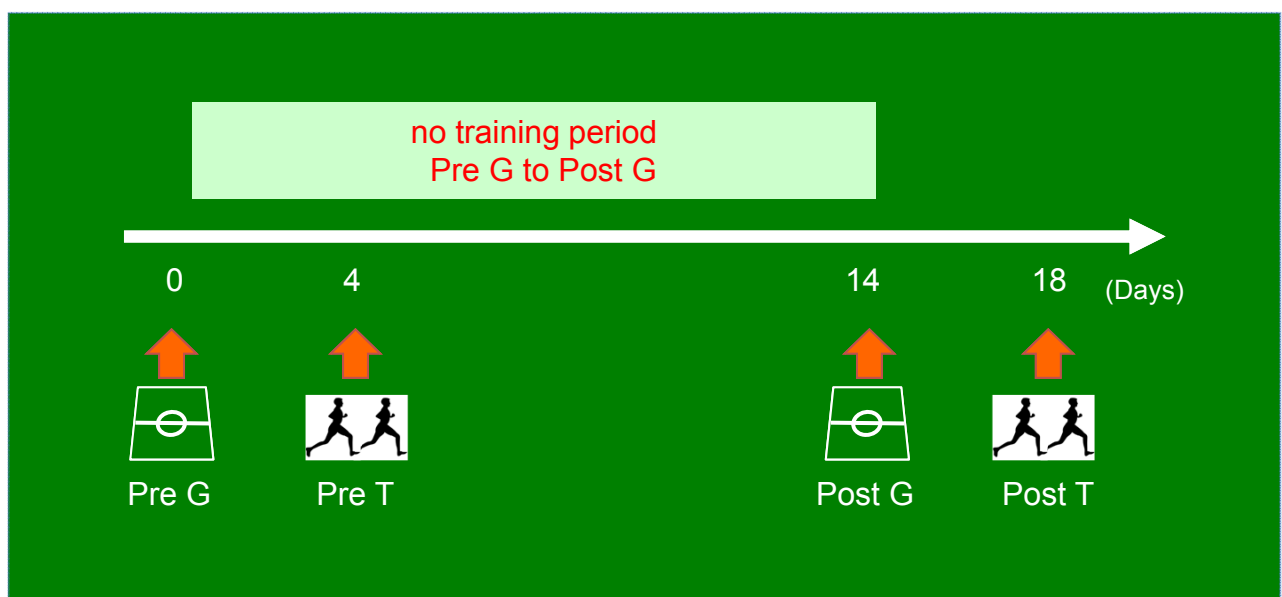 no training period
Pre G to Post G
0 4 14 18 (Days)
Pre G Pre T Post G Post T